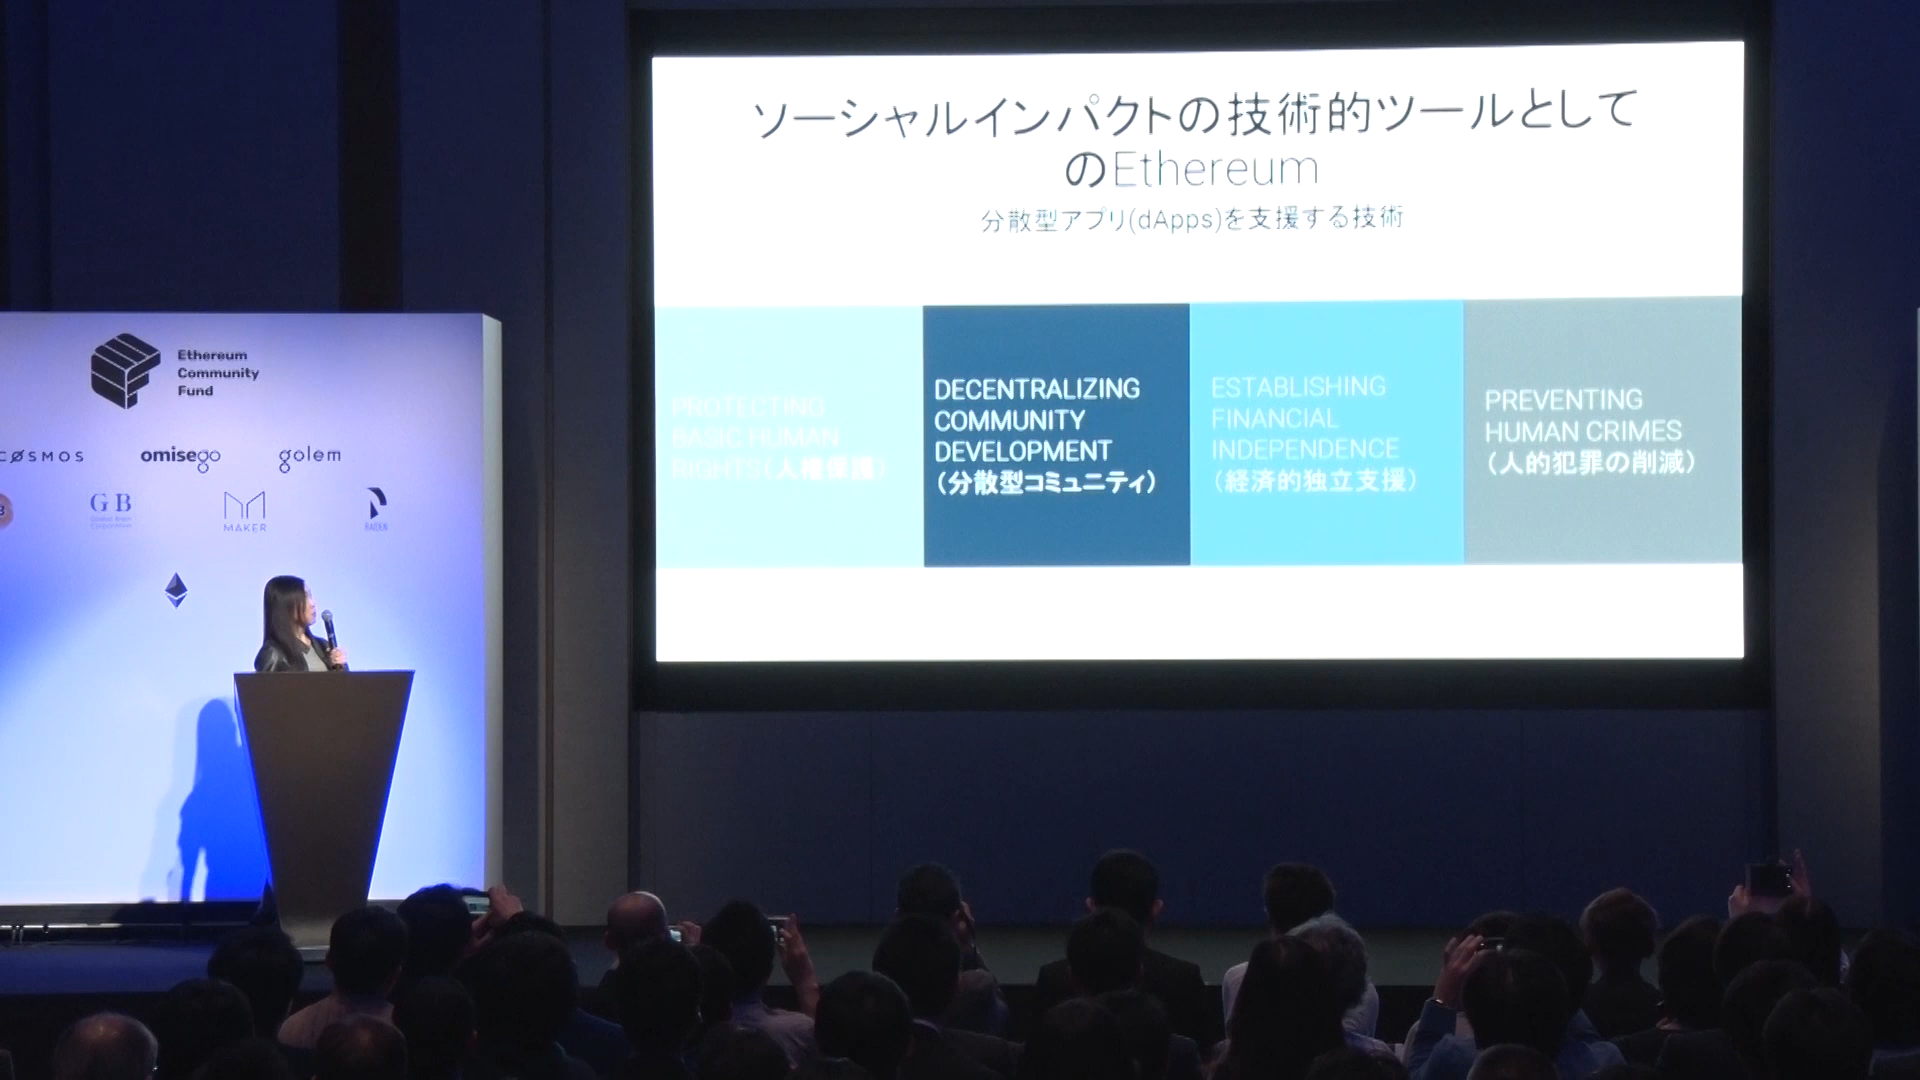 ソーシャルインパクトの技術的ツールとして
のEthereum
分散型アプリ(dApps)を支援する技術
PROTECTING
BASIC HUMAN
RIGHTS(人権保護)
DECENTRALIZING
COMMUNITY
DEVELOPMENT
(分散型コミュニティ)
ESTABLISHING
FINANCIAL
INDEPENDENCE
(経済的独立支援)
PREVENTING
HUMAN CRIMES
(人的犯罪の削減)
Ethereum
Community
Fund
COSMOS
omisego
golem
GB
Global Brain
Corporation
MAKER
RAIDEN